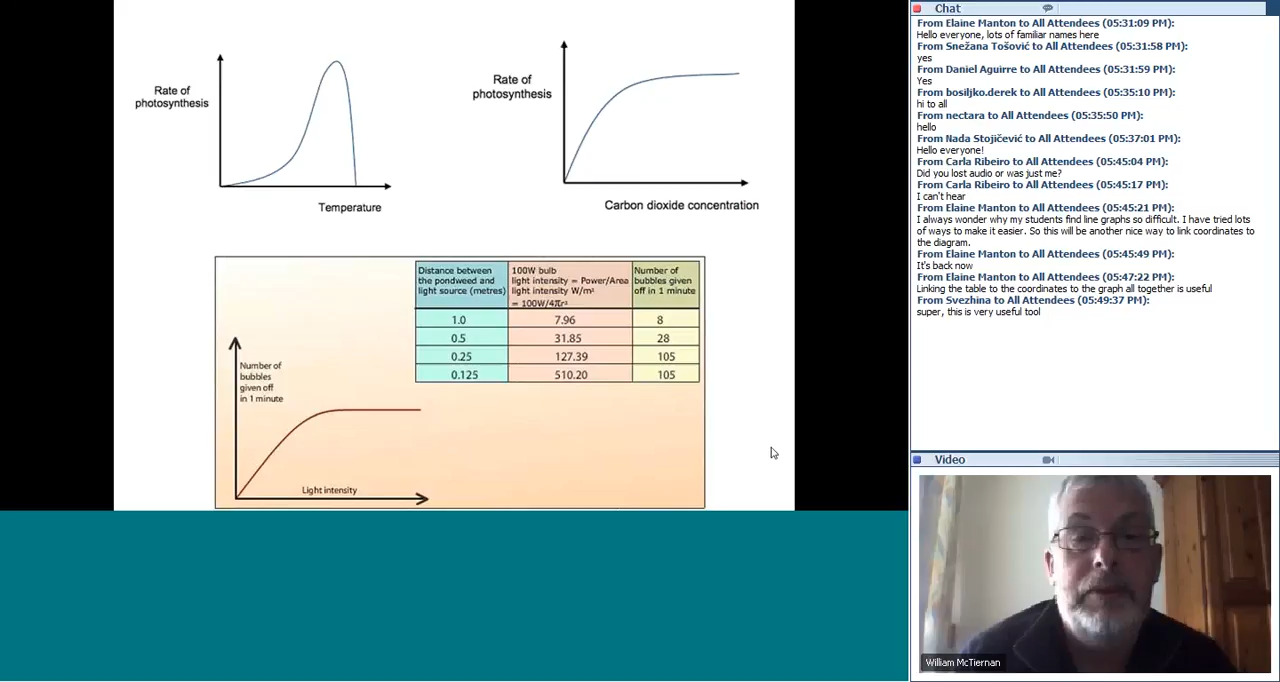 Rate of
photosynthesis
Temperature
Rate of
photosynthesis
Carbon dioxide concentration
Distance between
the pondweed and
light source (metres)
100W bulb
light intensity = Power/Area
light intensity W/m²
= 100W/4πr²
Number of
bubbles given
off in 1 minute
1.0 7.96 8
0.5 31.85 28
0.25 127.39 105
0.125 510.20 105
Number of
bubbles
given off
in 1 minute
Light intensity
Chat
From Elaine Manton to All Attendees (05:31:09 PM):
Hello everyone, lots of familiar names here
From Snežana Tošović to All Attendees (05:31:58 PM):
yes
From Daniel Aguirre to All Attendees (05:31:59 PM):
Yes
From bosiljko.derek to All Attendees (05:35:10 PM):
hi to all
From nectara to All Attendees (05:35:50 PM):
hello
From Nada Stojičević to All Attendees (05:37:01 PM):
Hello everyone!
From Carla Ribeiro to All Attendees (05:45:04 PM):
Did you lost audio or was just me?
From Carla Ribeiro to All Attendees (05:45:17 PM):
I can't hear
From Elaine Manton to All Attendees (05:45:21 PM):
I always wonder why my students find line graphs so difficult. I have tried lots
of ways to make it easier. So this will be another nice way to link coordinates to
the diagram.
From Elaine Manton to All Attendees (05:45:49 PM):
It's back now
From Elaine Manton to All Attendees (05:47:22 PM):
Linking the table to the coordinates to the graph all together is useful
From Svezhina to All Attendees (05:49:37 PM):
super, this is very useful tool
Video
William McTiernan